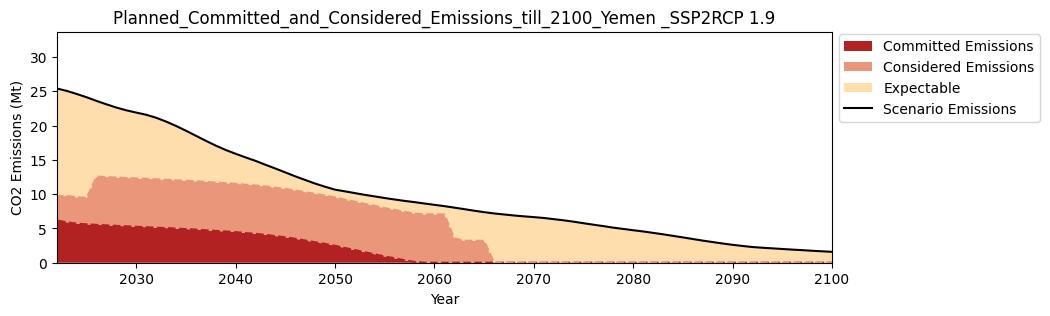 Planned_Committed_and_Considered_Emissions_till_2100_Yemen _SSP2RCP 1.9
CO2 Emissions (Mt)
30
25
20
15
10
5
0
2030 2040 2050 2060 2070 2080 2090 2100
Year
Committed Emissions
Considered Emissions
Expectable
Scenario Emissions